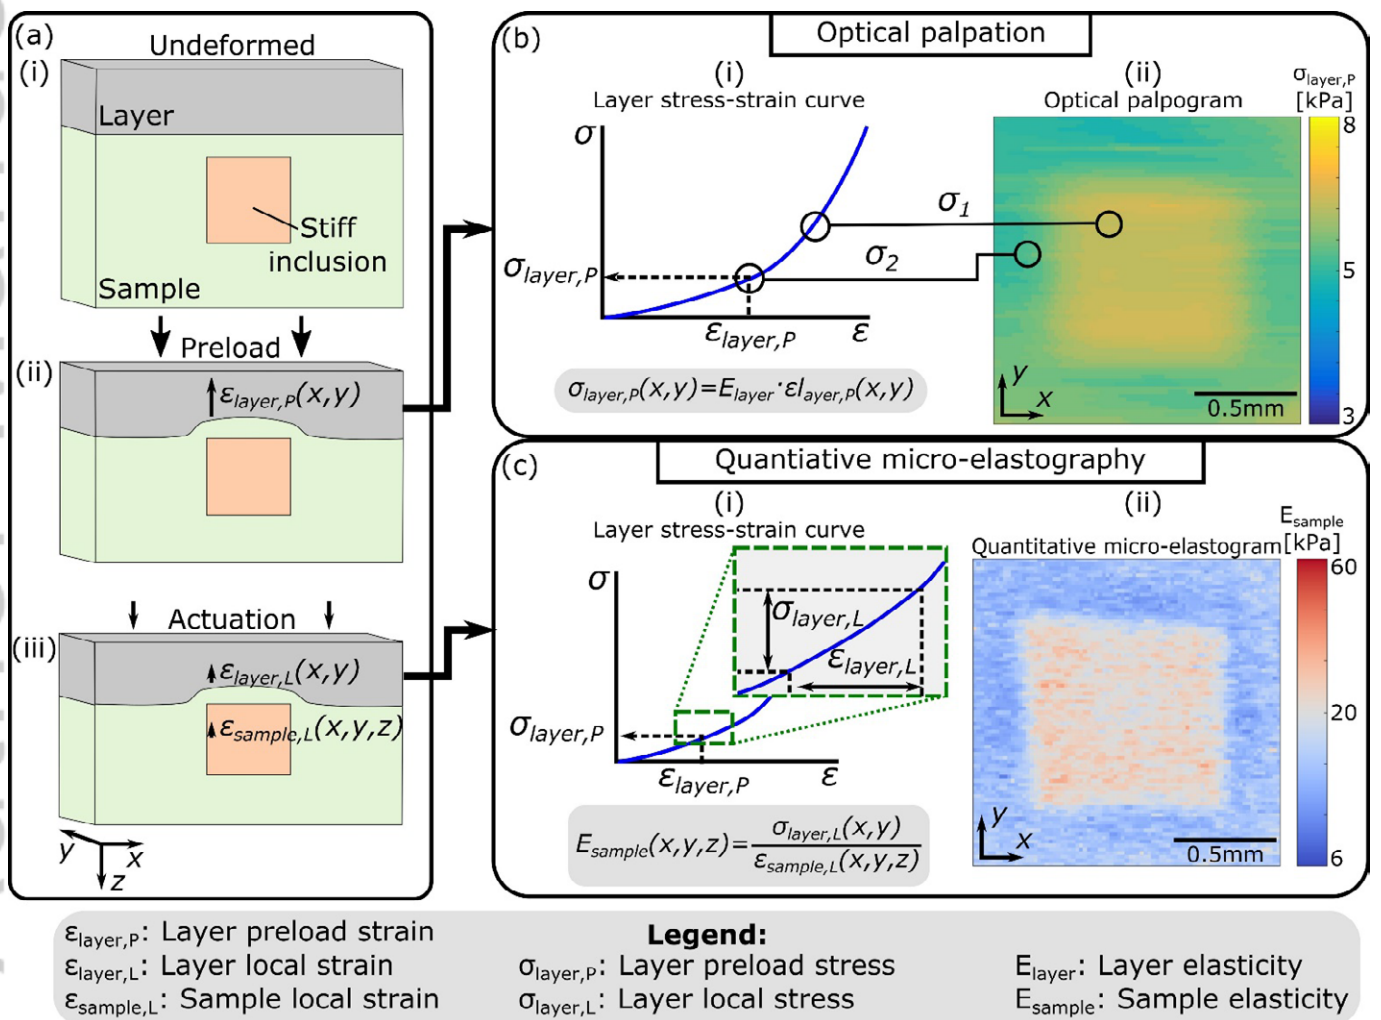 (a)
Undeformed
(i)
Layer
Stiff
inclusion
Sample
Preload
(ii)
εlayer,P(x,y)
Actuation
(iii)
εlayer,L(x,y)
εsample,L(x,y,z)
y
x
z
(b)
Optical palpation
(i)
Layer stress-strain curve
σ
σlayer,P
εlayer,P
ε
σ1
σ2
σlayer,P(x,y)=Elayer·εlayer,P(x,y)
(ii)
Optical palpogram
σlayer,P
[kPa]
8
5
3
y
x
0.5mm
(c)
Quantiative micro-elastography
(i)
Layer stress-strain curve
σ
σlayer,L
εlayer,L
σlayer,P
εlayer,P
ε
Esample(x,y,z)=σlayer,L(x,y)
εsample,L(x,y,z)
(ii)
Quantitative micro-elastogram
Esample
[kPa]
60
20
6
y
x
0.5mm
Legend:
εlayer,P: Layer preload strain
εlayer,L: Layer local strain
εsample,L: Sample local strain
σlayer,P: Layer preload stress
σlayer,L: Layer local stress
Elayer: Layer elasticity
Esample: Sample elasticity